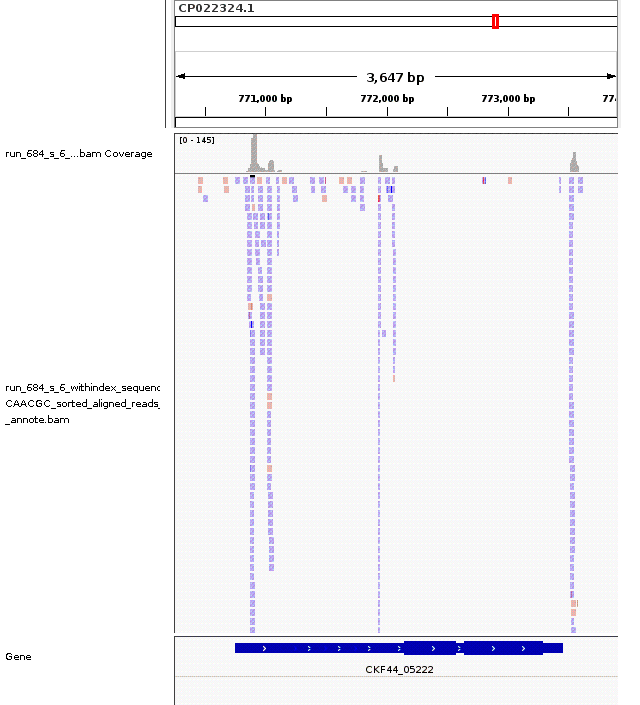 CP022324.1
3,647 bp
771,000 bp 772,000 bp 773,000 bp 774
[0 - 145]
run_684_s_6_...bam Coverage
run_684_s_6_withindex_sequenc
CAACGC_sorted_aligned_reads_
_annote.bam
Gene
CKF44_05222